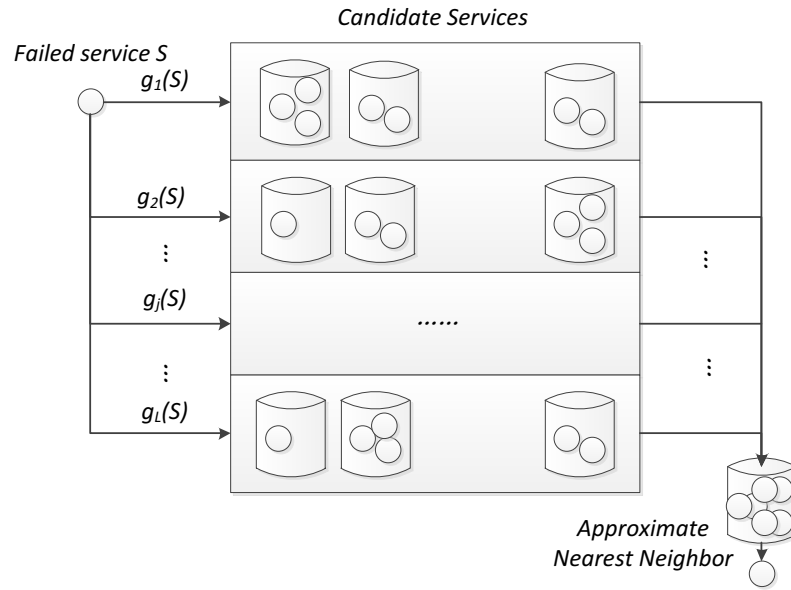 Candidate Services
Failed service S
g1(S)
g2(S)
...
gj(S)
......
...
gL(S)
...
...
Approximate
Nearest Neighbor